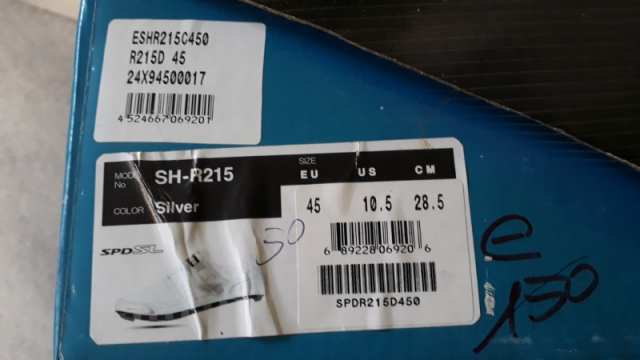 ESHR215C450
R215D 45
24X94500017
4 524667 069201
MODEL No SH-R215
COLOR Silver
SIZE
EU US CM
45 10.5 28.5
SPD-SL
50
6 89228 06920 6
SPDR215D450
e
150